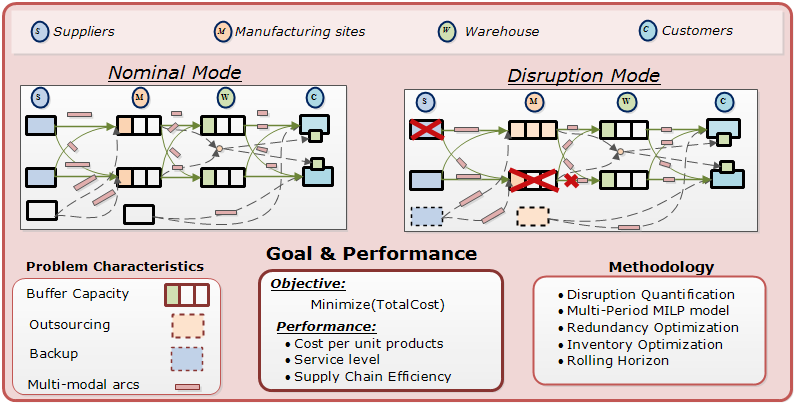 S Suppliers M Manufacturing sites W Warehouse C Customers
Nominal Mode
Disruption Mode
S M W C
S M W C
Goal & Performance
Problem Characteristics
Buffer Capacity
Outsourcing
Backup
Multi-modal arcs
Objective:
Minimize(TotalCost)
Performance:
• Cost per unit products
• Service level
• Supply Chain Efficiency
Methodology
• Disruption Quantification
• Multi-Period MILP model
• Redundancy Optimization
• Inventory Optimization
• Rolling Horizon